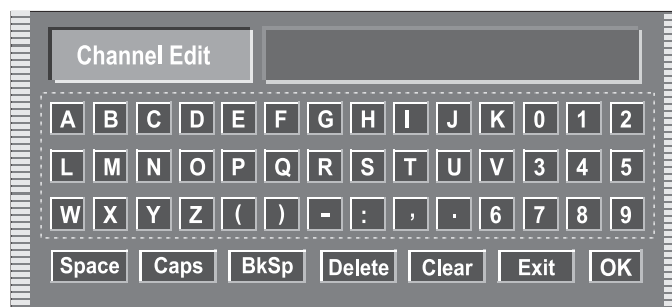 Channel Edit
A B C D E F G H I J K 0 1 2
L M N O P Q R S T U V 3 4 5
W X Y Z ( ) - : , . 6 7 8 9
Space Caps BkSp Delete Clear Exit OK